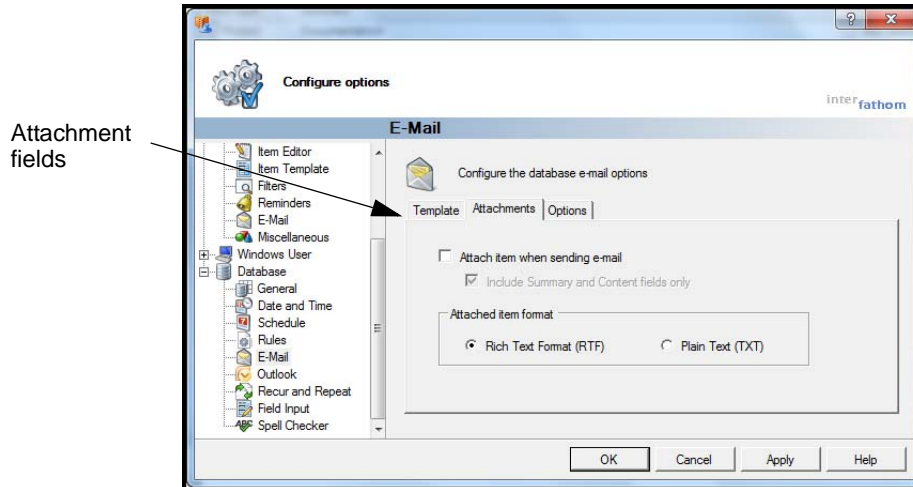 Configure options
inter fathom
E-Mail
Attachment
fields
Item Editor
Item Template
Filters
Reminders
E-Mail
Miscellaneous
Windows User
Database
General
Date and Time
Schedule
Rules
E-Mail
Outlook
Recur and Repeat
Field Input
Spell Checker
Configure the database e-mail options
Template Attachments Options
Attach item when sending e-mail
Include Summary and Content fields only
Attached item format
Rich Text Format (RTF) Plain Text (TXT)
OK Cancel Apply Help